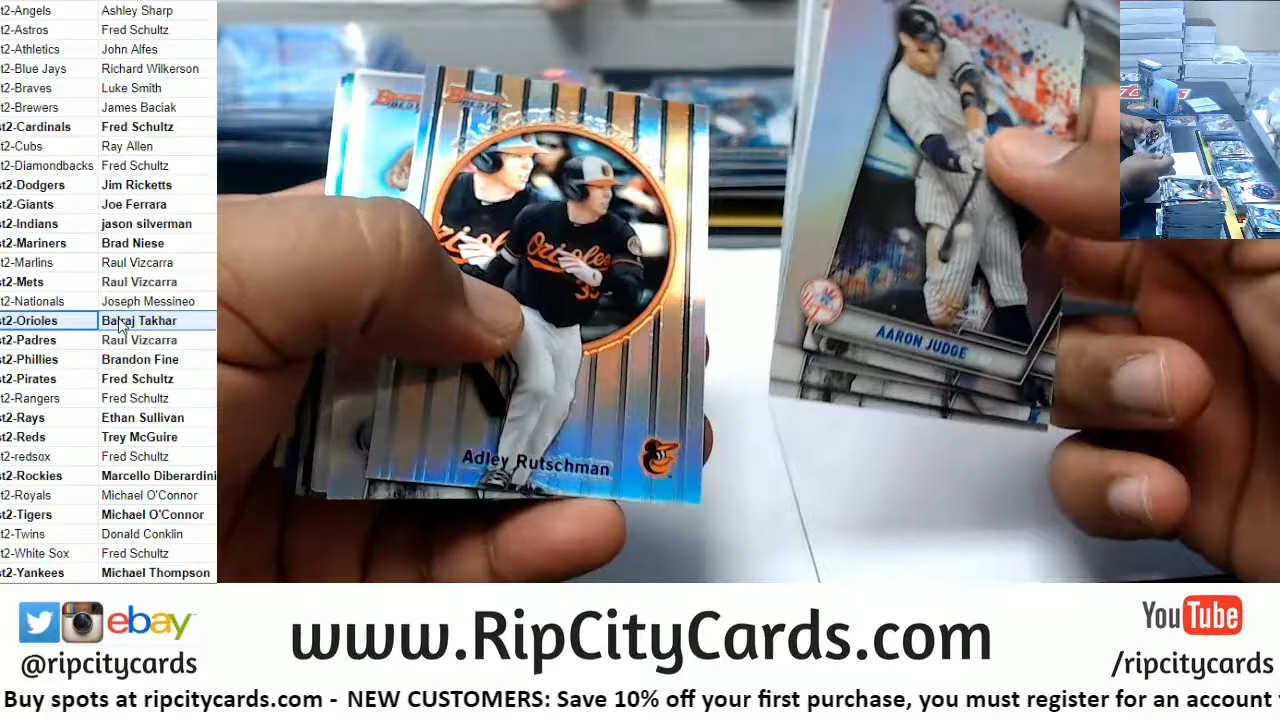 t2-Angels Ashley Sharp
t2-Astros Fred Schultz
t2-Athletics John Alfes
t2-Blue Jays Richard Wilkerson
t2-Braves Luke Smith
t2-Brewers James Baciak
t2-Cardinals Fred Schultz
t2-Cubs Ray Allen
t2-Diamondbacks Fred Schultz
t2-Dodgers Jim Ricketts
t2-Giants Joe Ferrara
t2-Indians jason silverman
t2-Mariners Brad Niese
t2-Marlins Raul Vizcarra
t2-Mets Raul Vizcarra
t2-Nationals Joseph Messineo
t2-Orioles Takhar
t2-Padres Raul Vizcarra
t2-Phillies Brandon Fine
t2-Pirates Fred Schultz
t2-Rangers Fred Schultz
t2-Rays Ethan Sullivan
t2-Reds Trey McGuire
t2-redsox Fred Schultz
t2-Rockies Marcello Diberardini
t2-Royals Michael O'Connor
t2-Tigers Michael O'Connor
t2-Twins Donald Conklin
t2-White Sox Fred Schultz
t2-Yankees Michael Thompson
Orioles
Adley Rutschman
AARON JUDGE
ebay
@ripcitycards
www.RipCityCards.com
YouTube
/ripcitycards
Buy spots at ripcitycards.com - NEW CUSTOMERS: Save 10% off your first purchase, you must register for an account